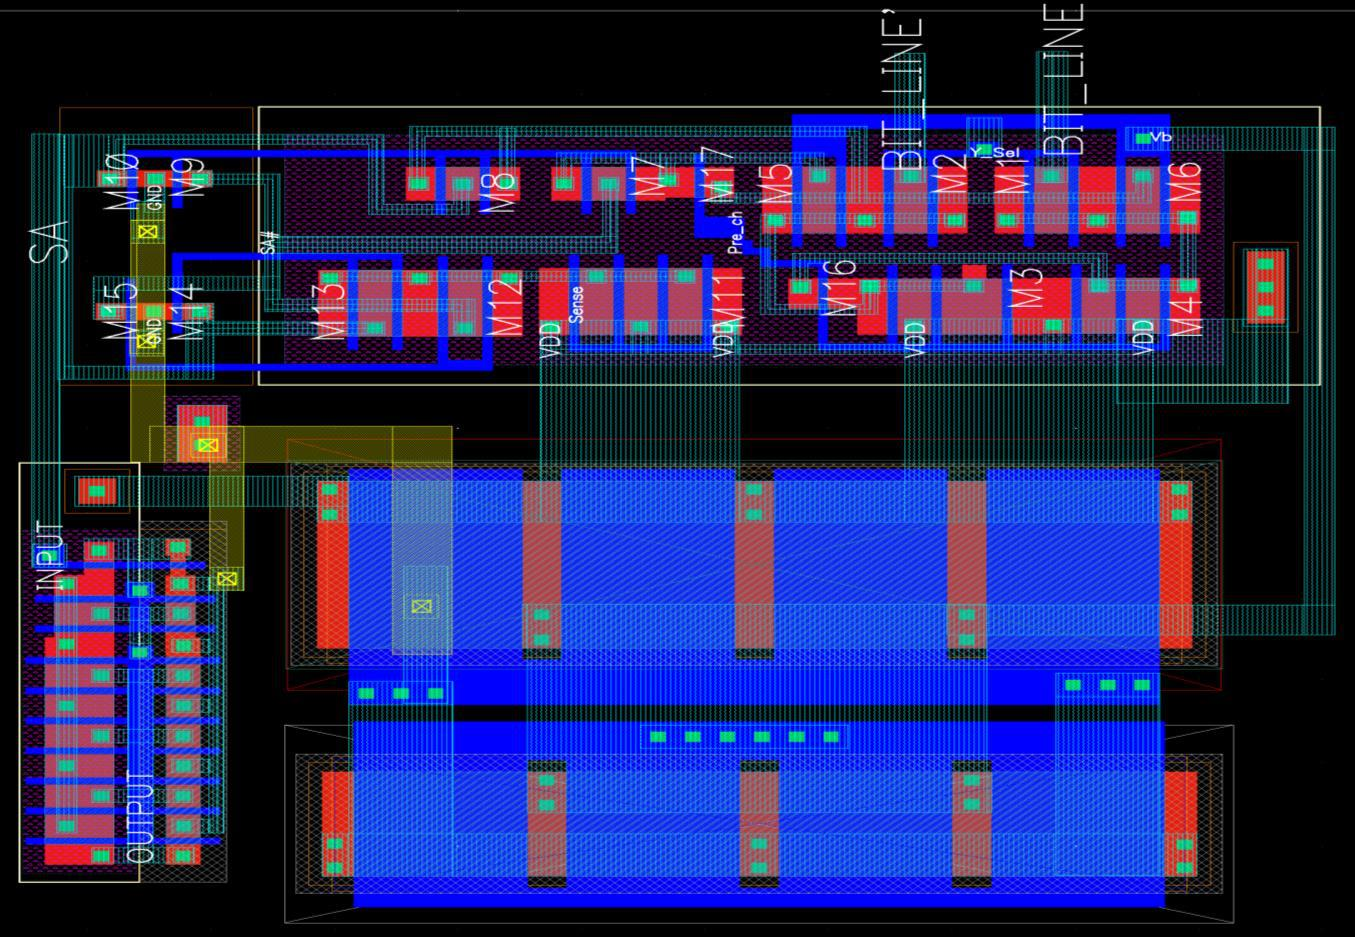 BIT_LINE'
BIT_LINE
Vb
Y_Sel
M10
M9
GND
M8
M7
M17
M5
M2
M1
M6
SA
SA#
Pre_ch
M15
M14
GND
M13
M12
Sense
M11
M16
M3
M4
VDD
VDD
VDD
VDD
INPUT
OUTPUT